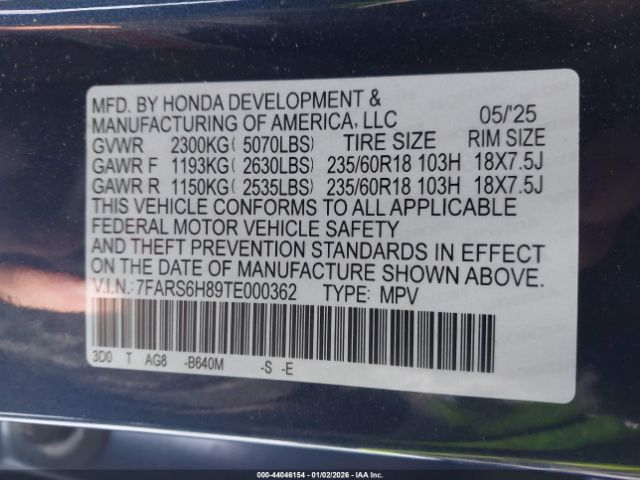 MFD. BY HONDA DEVELOPMENT &
MANUFACTURING OF AMERICA, LLC 05/'25
GVWR 2300KG( 5070LBS) TIRE SIZE RIM SIZE
GAWR F 1193KG( 2630LBS) 235/60R18 103H 18X7.5J
GAWR R 1150KG( 2535LBS) 235/60R18 103H 18X7.5J
THIS VEHICLE CONFORMS TO ALL APPLICABLE
FEDERAL MOTOR VEHICLE SAFETY
AND THEFT PREVENTION STANDARDS IN EFFECT
ON THE DATE OF MANUFACTURE SHOWN ABOVE.
V.I.N.:7FARS6H89TE000362 TYPE: MPV
3D0 T AG8 -B640M -S -E
000-44046154 - 01/02/2026 - IAA Inc.